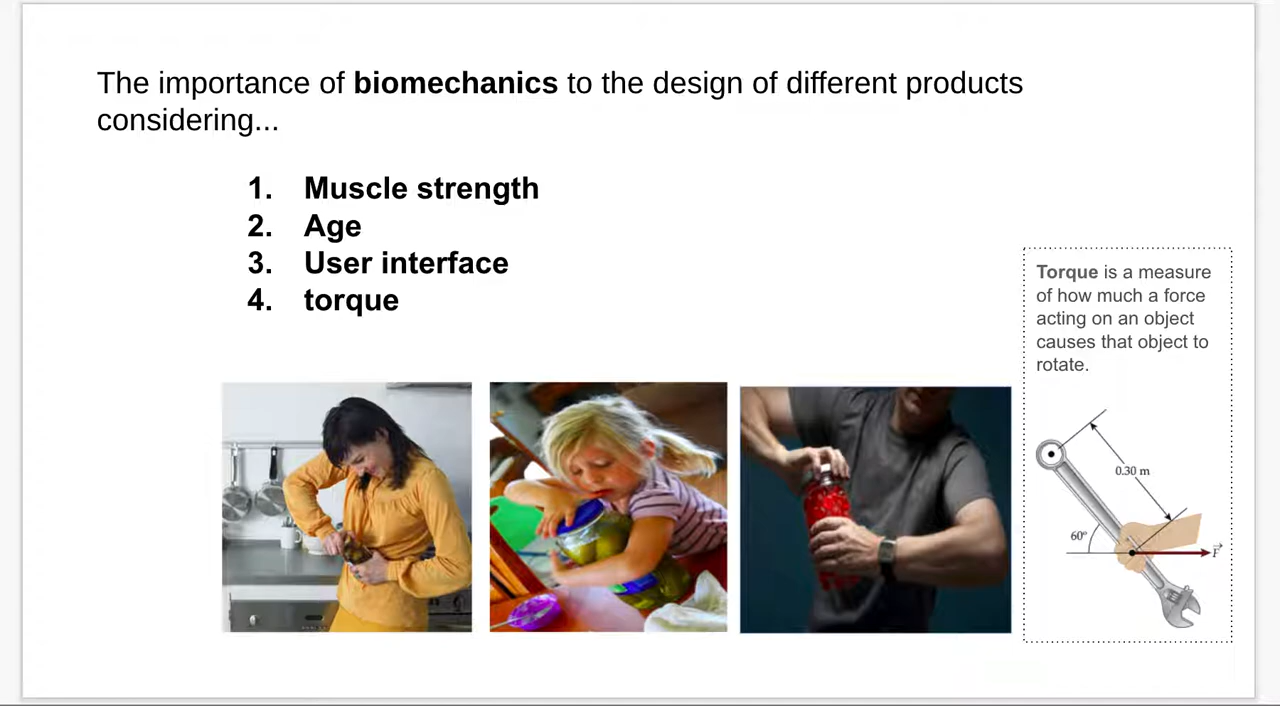 The importance of biomechanics to the design of different products
considering...
1. Muscle strength
2. Age
3. User interface
4. torque
Torque is a measure
of how much a force
acting on an object
causes that object to
rotate.
0.30 m
60°
F